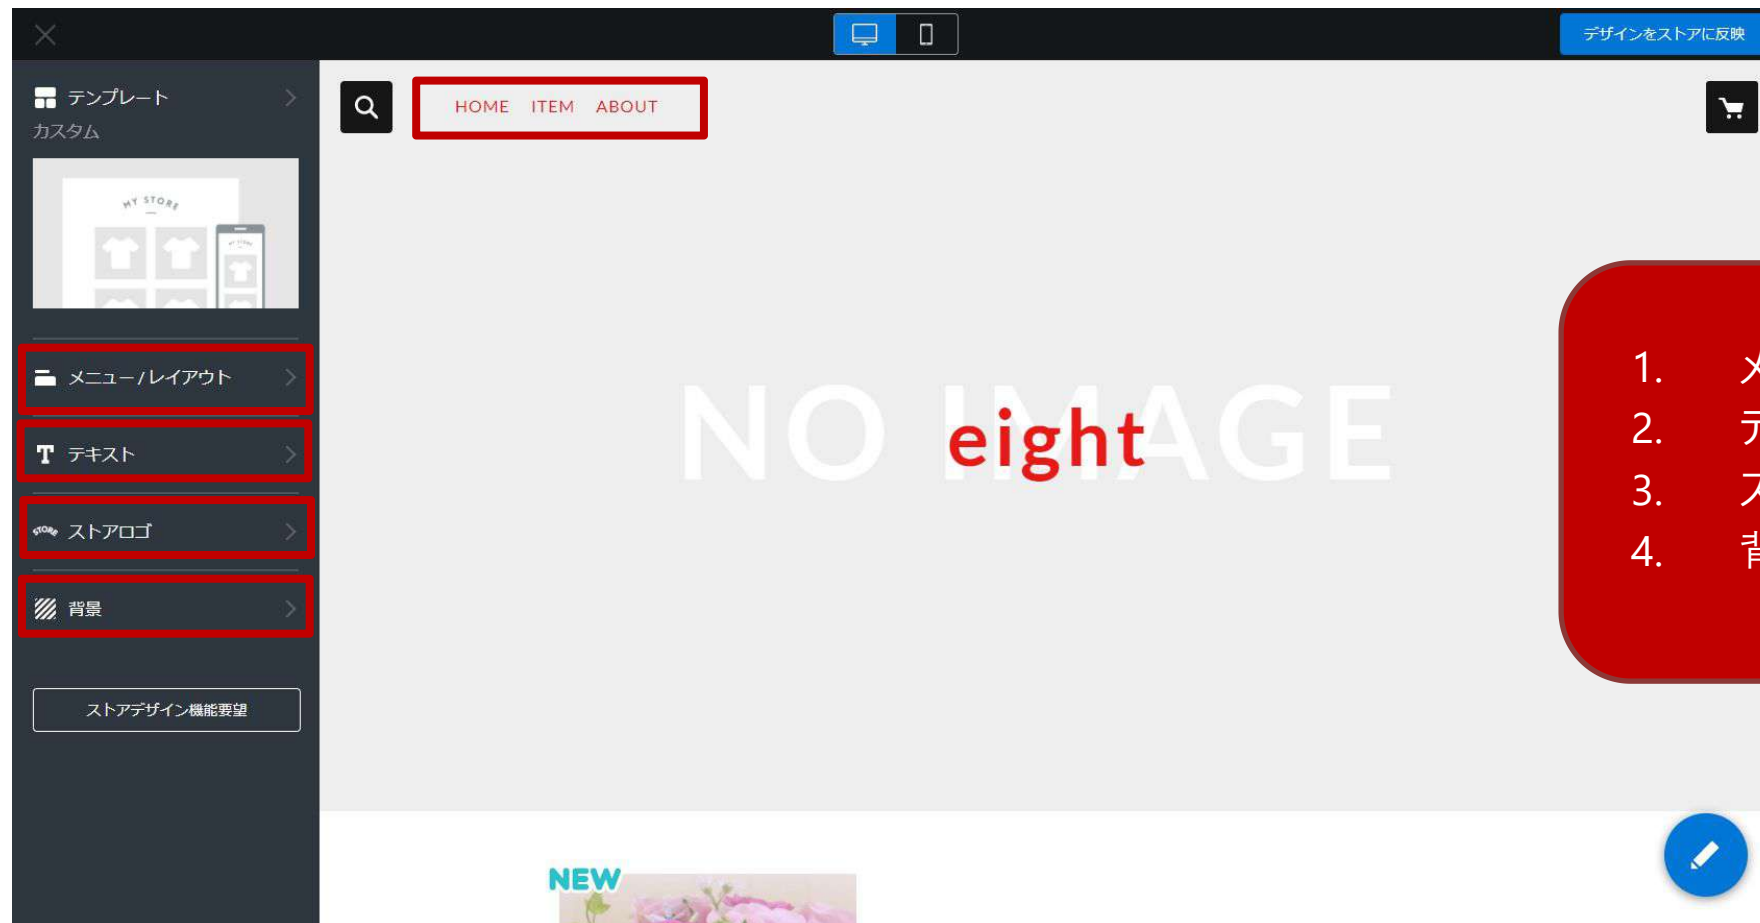 デザインをストアに反映
テンプレート
カスタム
MY STORE
メニュー/レイアウト
テキスト
STORE ストアロゴ
背景
ストアデザイン機能要望
HOME ITEM ABOUT
NO IMAGE
eight
1.
2.
3.
4. 背
NEW